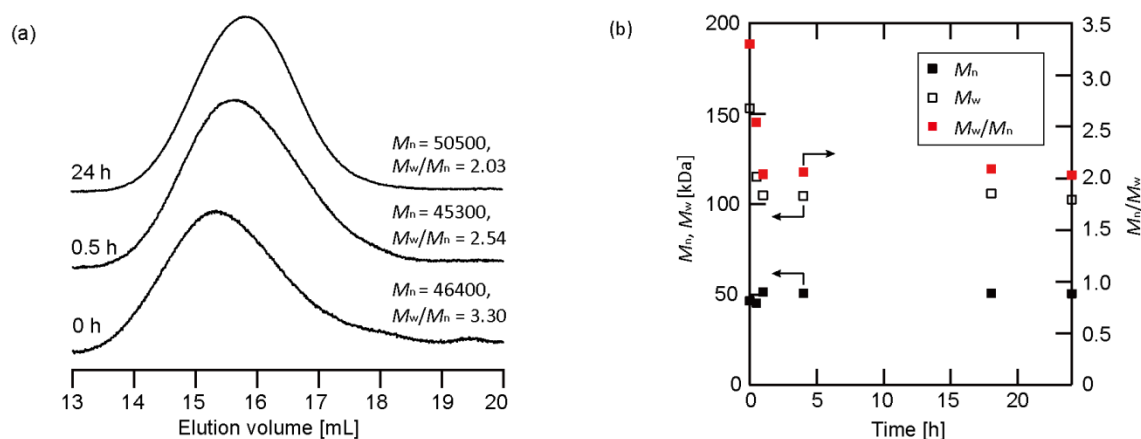 (a)
24 h
Mn = 50500,
Mw/Mn = 2.03
0.5 h
Mn = 45300,
Mw/Mn = 2.54
0 h
Mn = 46400,
Mw/Mn = 3.30
13 14 15 16 17 18 19 20
Elution volume [mL]
(b)
Mn
Mw
Mw/Mn
200
150
100
50
0
Mn, Mw [kDa]
3.5
3.0
2.5
2.0
1.5
1.0
0.5
0
Mn/Mw
0 5 10 15 20
Time [h]